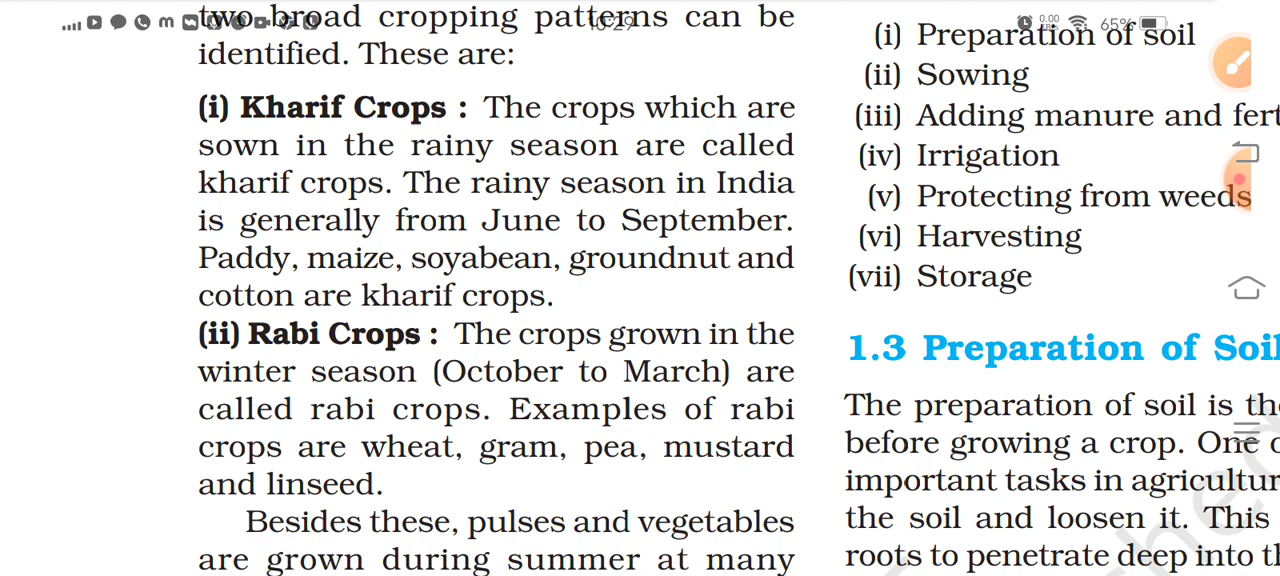 two broad cropping patterns can be
identified. These are:
(i) Kharif Crops : The crops which are
sown in the rainy season are called
kharif crops. The rainy season in India
is generally from June to September.
Paddy, maize, soyabean, groundnut and
cotton are kharif crops.
(ii) Rabi Crops : The crops grown in the
winter season (October to March) are
called rabi crops. Examples of rabi
crops are wheat, gram, pea, mustard
and linseed.
Besides these, pulses and vegetables
are grown during summer at many
0.00
65%
(i) Preparation of soil
(ii) Sowing
(iii) Adding manure and fert
(iv) Irrigation
(v) Protecting from weeds
(vi) Harvesting
(vii) Storage
1.3 Preparation of Soil
The preparation of soil is the
before growing a crop. One o
important tasks in agricultur
the soil and loosen it. This
roots to penetrate deep into th